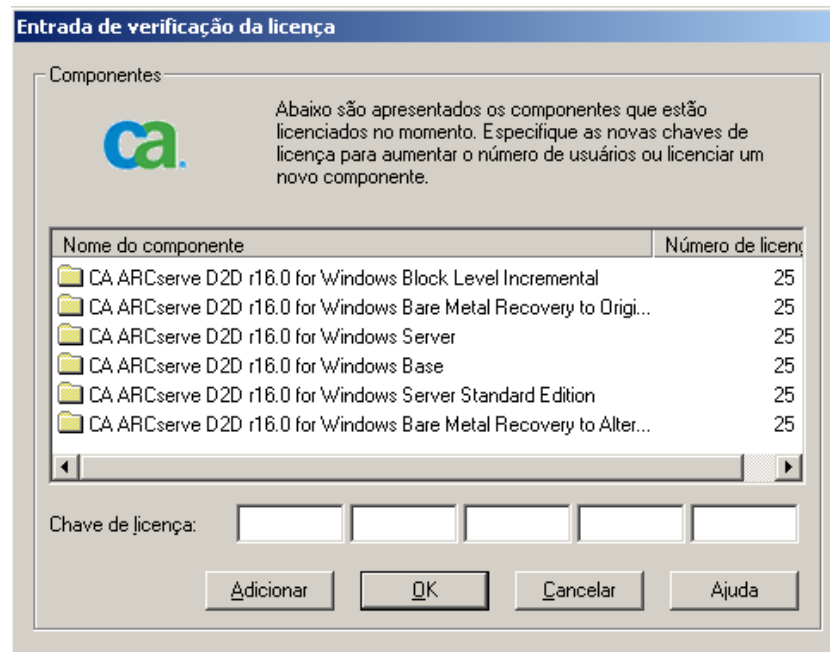 Entrada de verificação da licença
Componentes
ca.
Abaixo são apresentados os componentes que estão
licenciados no momento. Especifique as novas chaves de
licença para aumentar o número de usuários ou licenciar um
novo componente.
Nome do componente Número de licenç
CA ARCserve D2D r16.0 for Windows Block Level Incremental 25
CA ARCserve D2D r16.0 for Windows Bare Metal Recovery to Origi... 25
CA ARCserve D2D r16.0 for Windows Server 25
CA ARCserve D2D r16.0 for Windows Base 25
CA ARCserve D2D r16.0 for Windows Server Standard Edition 25
CA ARCserve D2D r16.0 for Windows Bare Metal Recovery to Alter... 25
Chave de licença:
Adicionar OK Cancelar Ajuda